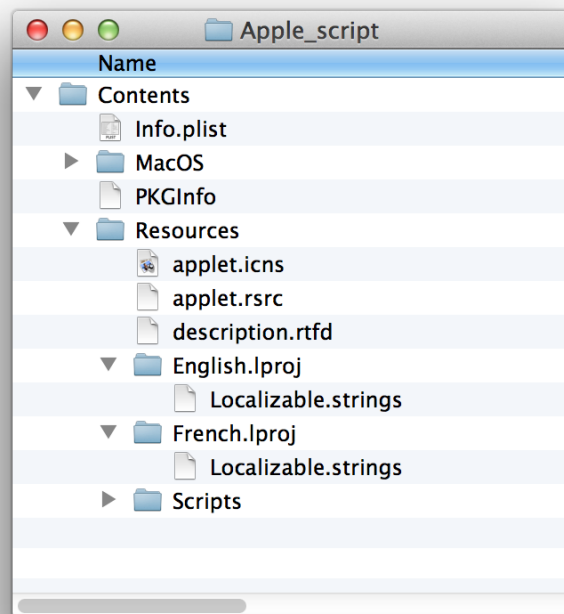 Apple_script
Name
Contents
Info.plist
MacOS
PKGInfo
Resources
applet.icns
applet.rsrc
description.rtfd
English.lproj
Localizable.strings
French.lproj
Localizable.strings
Scripts